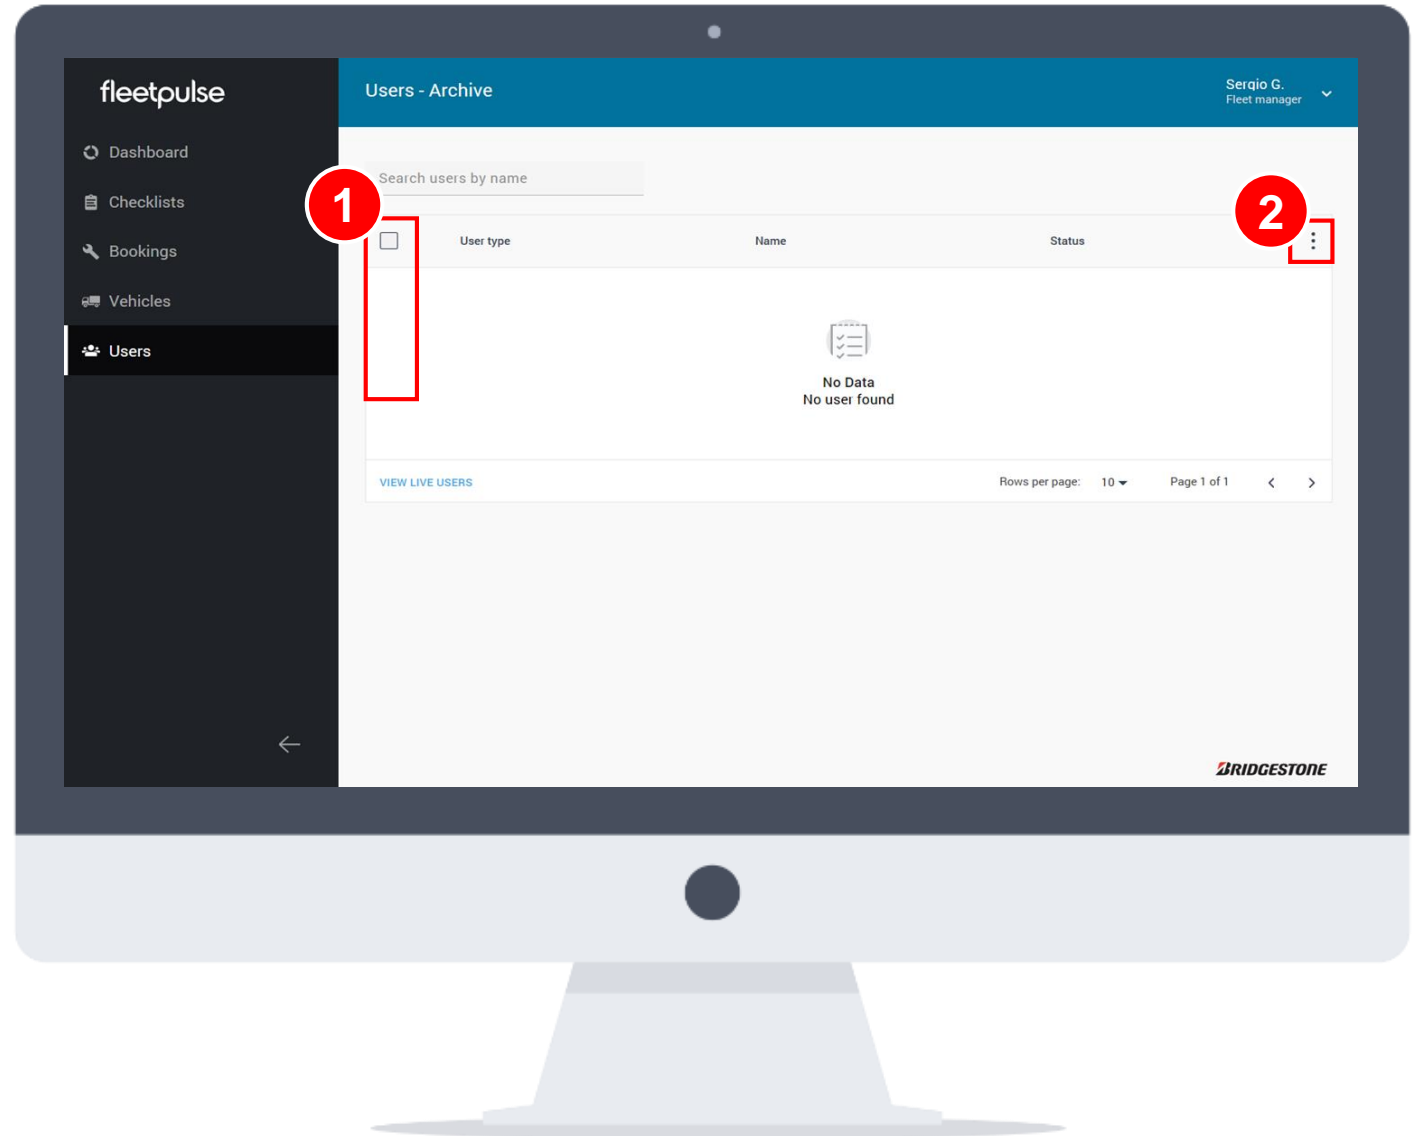 fleetpulse
Users - Archive
Sergio G.
Fleet manager
Dashboard
Checklists
Bookings
Vehicles
Users
Search users by name
1
2
User type Name Status
No Data
No user found
VIEW LIVE USERS Rows per page: 10 Page 1 of 1
BRIDGESTONE